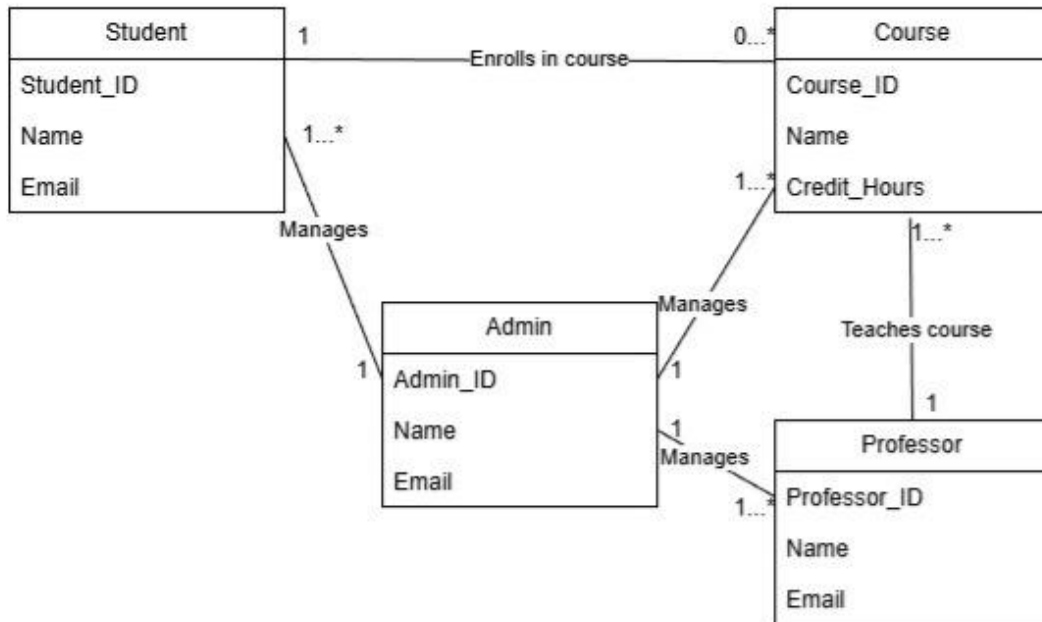 Student
Student_ID
Name
Email
1
Enrolls in course
0...*
Course
Course_ID
Name
Credit_Hours
1...*
Manages
1
1...*
Manages
1
Admin
Admin_ID
Name
Email
1
Manages
1...*
1...*
Teaches course
1
Professor
Professor_ID
Name
Email